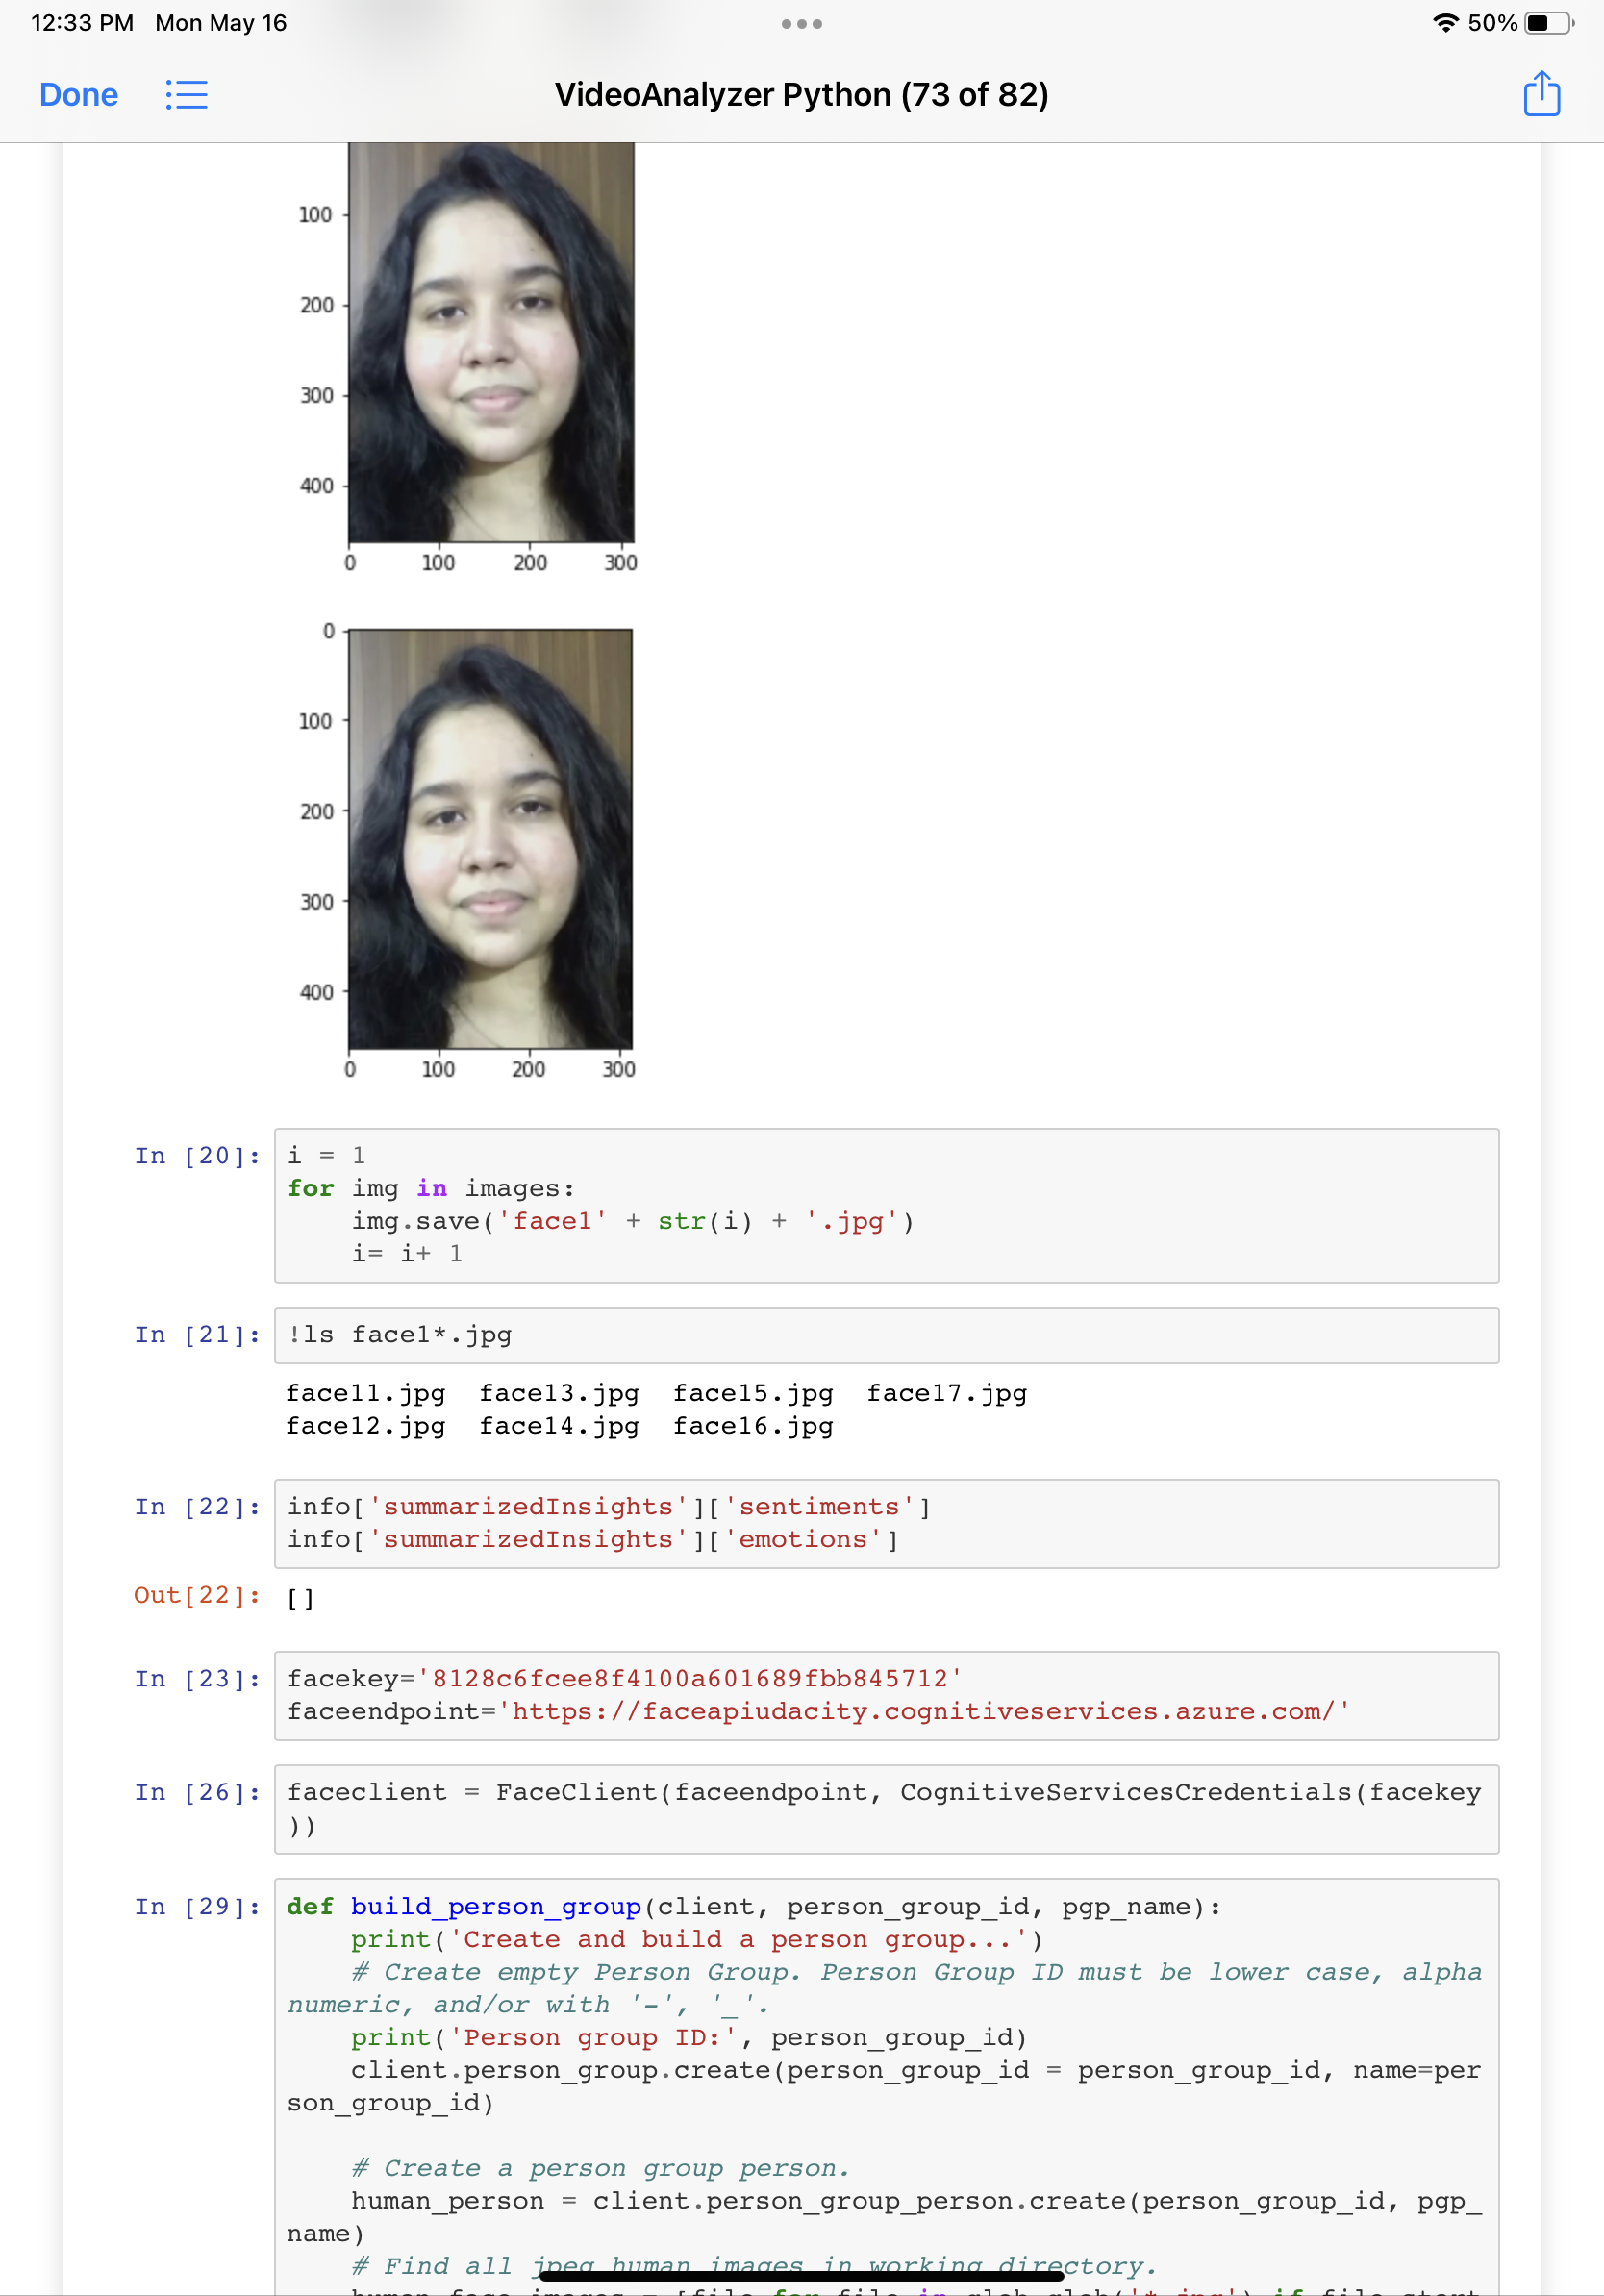 12:33 PM Mon May 16
50%
Done
VideoAnalyzer Python (73 of 82)
100
200
300
400
0 100 200 300
0
100
200
300
400
0 100 200 300
In [20]:
i = 1
for img in images:
    img.save('face1' + str(i) + '.jpg')
    i= i+ 1
In [21]:
!ls face1*.jpg
face11.jpg  face13.jpg  face15.jpg  face17.jpg
face12.jpg  face14.jpg  face16.jpg
In [22]:
info['summarizedInsights']['sentiments']
info['summarizedInsights']['emotions']
Out[22]: []
In [23]:
facekey='8128c6fcee8f4100a601689fbb845712'
faceendpoint='https://faceapiudacity.cognitiveservices.azure.com/'
In [26]:
faceclient = FaceClient(faceendpoint, CognitiveServicesCredentials(facekey
))
In [29]:
def build_person_group(client, person_group_id, pgp_name):
    print('Create and build a person group...')
    # Create empty Person Group. Person Group ID must be lower case, alpha
numeric, and/or with '-', '_'.
    print('Person group ID:', person_group_id)
    client.person_group.create(person_group_id = person_group_id, name=per
son_group_id)
    # Create a person group person.
    human_person = client.person_group_person.create(person_group_id, pgp_
name)
    # Find all jpeg human images in working directory.